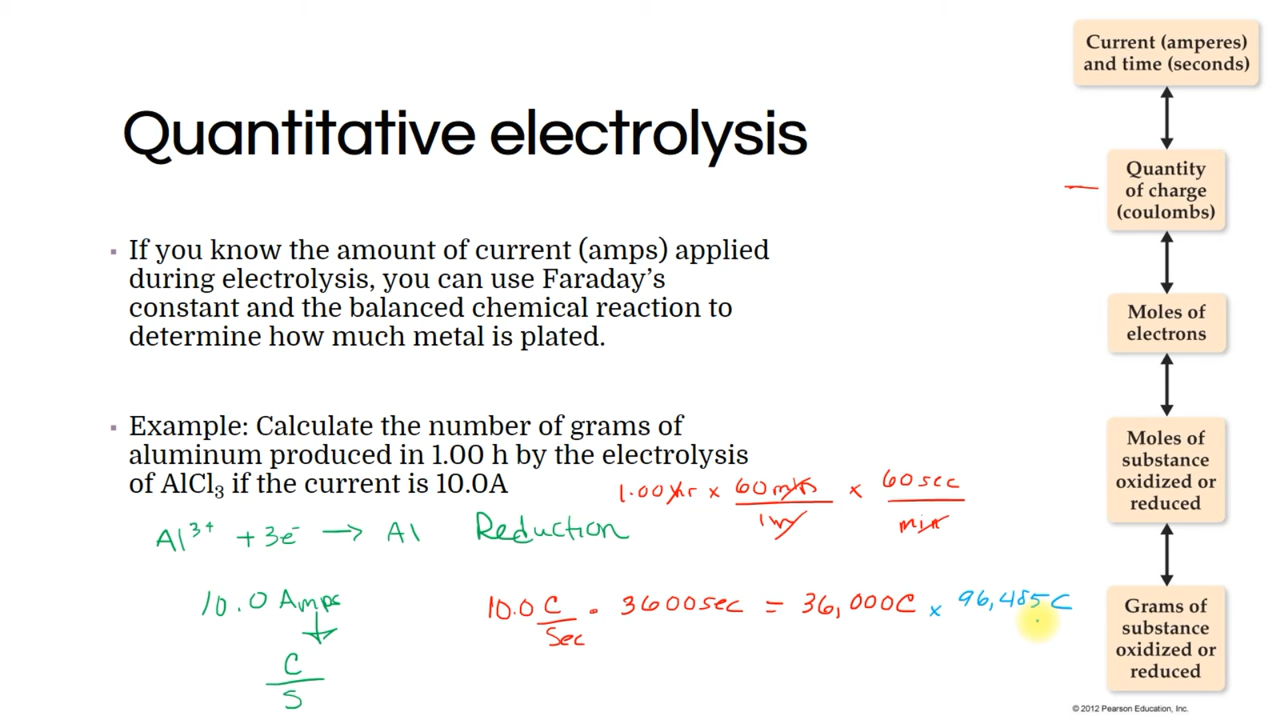 Current (amperes)
and time (seconds)
Quantitative electrolysis
Quantity
of charge
(coulombs)
▪ If you know the amount of current (amps) applied
during electrolysis, you can use Faraday's
constant and the balanced chemical reaction to
determine how much metal is plated.
Moles of
electrons
▪ Example: Calculate the number of grams of
aluminum produced in 1.00 h by the electrolysis
of AlCl₃ if the current is 10.0A
Moles of
substance
oxidized or
reduced
1.00 hr × 60 min × 60 sec
1 hr min
Al³⁺ + 3e⁻ → Al Reduction
10.0 Amps
C
S
10.0 C / Sec · 3600 sec = 36,000 C × 96,485 C
Grams of
substance
oxidized or
reduced
© 2012 Pearson Education, Inc.